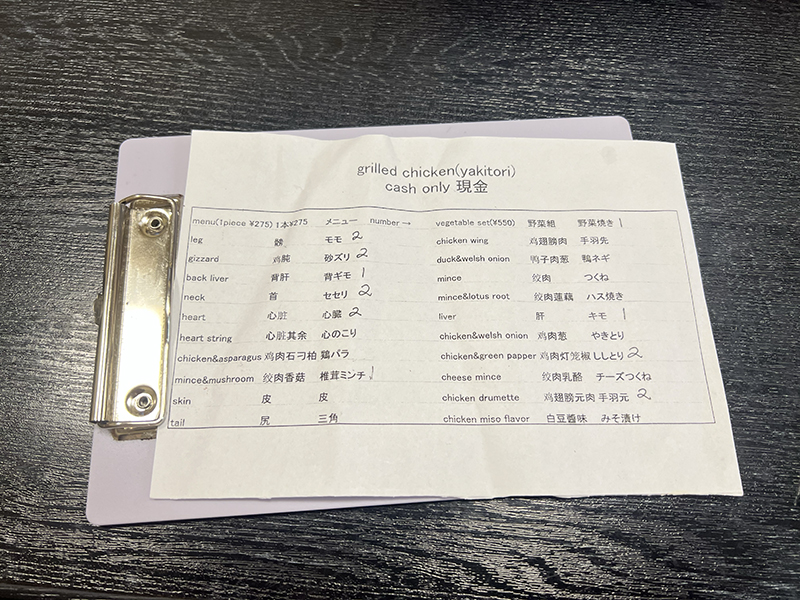 grilled chicken(yakitori)
cash only 現金
menu(1piece ¥275) 1本¥275 メニュー number→ vegetable set(¥550) 野菜組 野菜焼き 1
leg 髈 モモ 2 chicken wing 鸡翅膀肉 手羽先
gizzard 鸡肫 砂ズリ 2 duck&welsh onion 鸭子肉葱 鴨ネギ
back liver 背肝 背ギモ 1 mince 绞肉 つくね
neck 首 セセリ 2 mince&lotus root 绞肉蓮藕 ハス焼き
heart 心脏 心臓 2 liver 肝 キモ 1
heart string 心脏其余 心のこり chicken&welsh onion 鸡肉葱 やきとり
chicken&asparagus 鸡肉石刁柏 鶏パラ chicken&green papper 鸡肉灯笼椒 ししとり 2
mince&mushroom 绞肉香菇 椎茸ミンチ 1 cheese mince 绞肉乳酪 チーズつくね
skin 皮 皮 chicken drumette 鸡翅膀元肉 手羽元 2
tail 尻 三角 chicken miso flavor 白豆醬味 みそ漬け